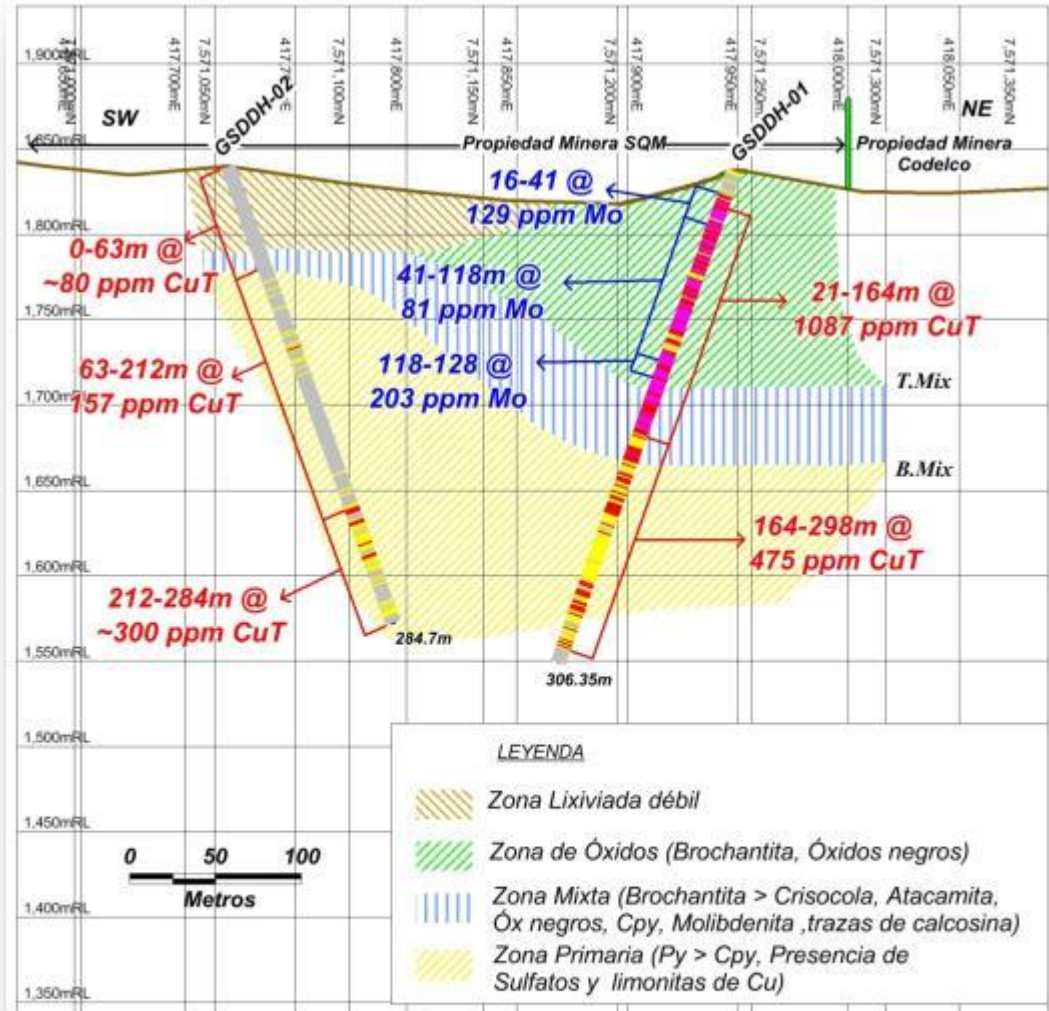 1,900mRL
417.700mE
7,571.050mN
7,571.100mN
417.800mE
7,571.150mN
417.850mE
417.900mE
7,571.200mN
417.950mE
7,571.250mN
418.000mE
7,571.300mN
418.050mE
7,571.350mN
SW
GSDDH-02
GSDDH-01
NE
Propiedad Minera SQM
Propiedad Minera
Codelco
16-41 @
129 ppm Mo
1,800mRL
0-63m @
~80 ppm CuT
41-118m @
81 ppm Mo
21-164m @
1087 ppm CuT
1,750mRL
63-212m @
157 ppm CuT
118-128 @
203 ppm Mo
T.Mix
1,700mRL
B.Mix
1,650mRL
164-298m @
475 ppm CuT
1,600mRL
212-284m @
~300 ppm CuT
284.7m
1,550mRL
306.35m
1,500mRL
LEYENDA
Zona Lixiviada débil
1,450mRL
0 50 100
Metros
Zona de Óxidos (Brochantita, Óxidos negros)
Zona Mixta (Brochantita > Crisocola, Atacamita,
Óx negros, Cpy, Molibdenita ,trazas de calcosina)
1,400mRL
Zona Primaria (Py > Cpy, Presencia de
Sulfatos y limonitas de Cu)
1,350mRL